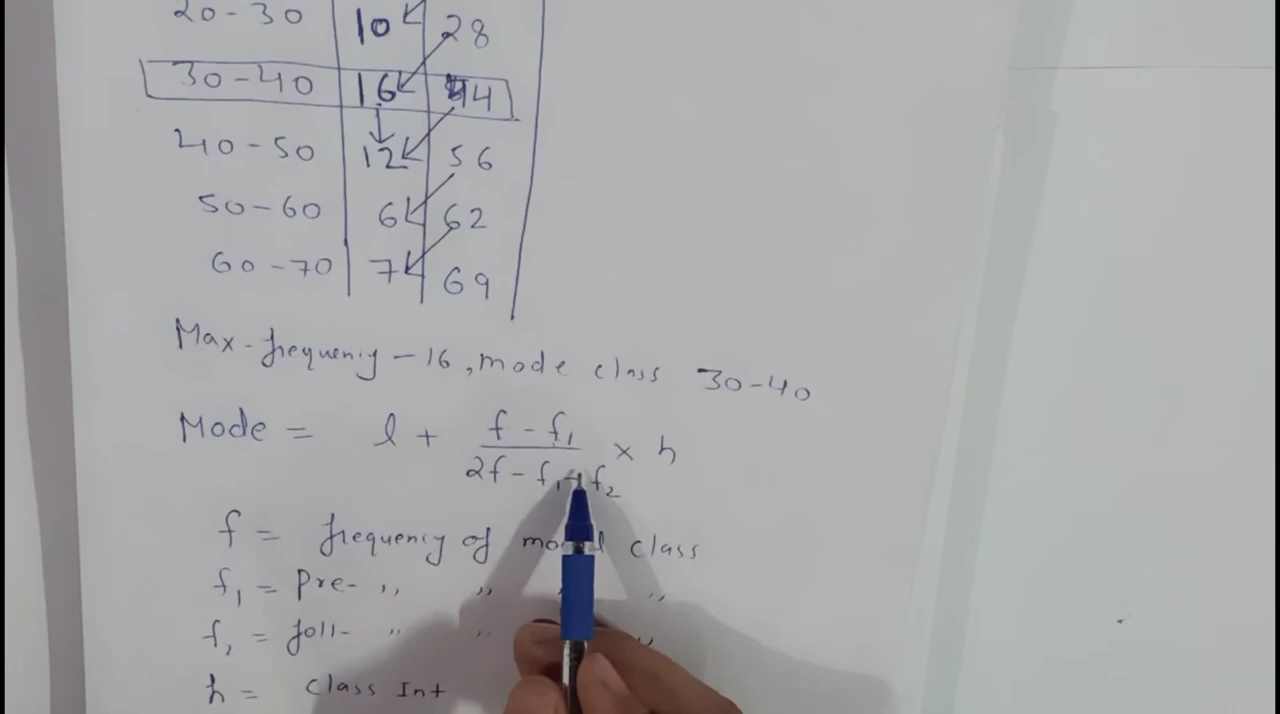 20-30 10 28
30-40 16 44
40-50 12 56
50-60 6 62
60-70 7 69
Max-frequency - 16, mode class 30-40
Mode = l + f - f₁ / 2f - f₁ - f₂ × h
f = frequency of modal class
f₁ = Pre- ,, ,, ,, ,,
f, = foll- ,, ,, ,,
h = class Int